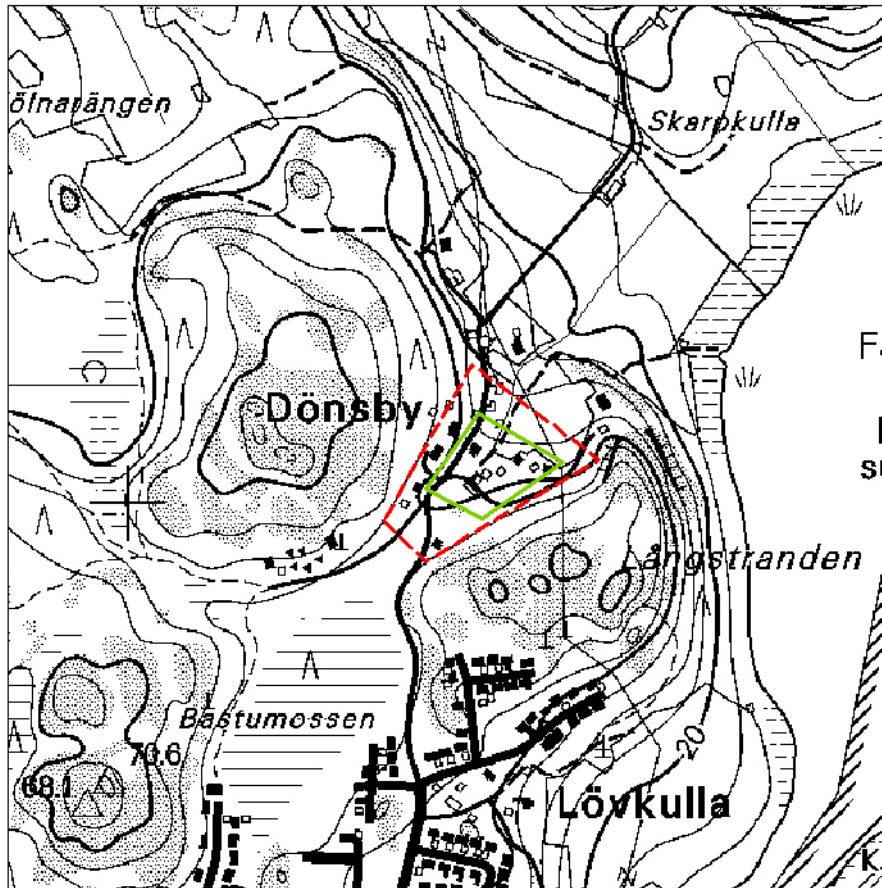 ölnarängen
Skarpkulla
Dönsby
Långstranden
Bastumossen
70.6
68.1
20
Lövkulla